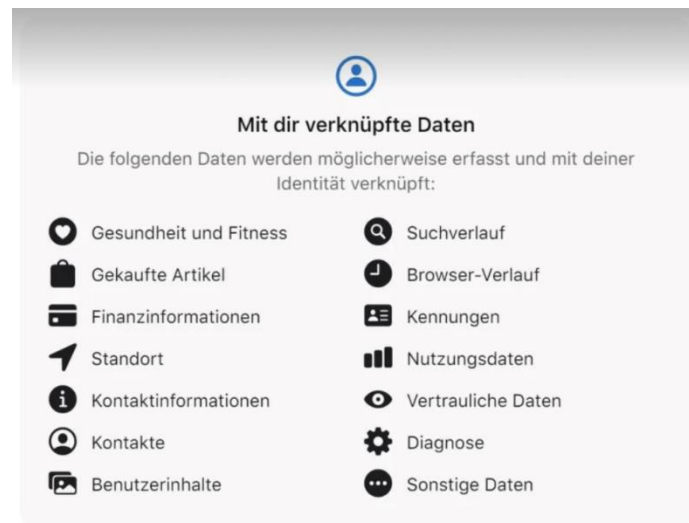 Mit dir verknüpfte Daten
Die folgenden Daten werden möglicherweise erfasst und mit deiner
Identität verknüpft:
Gesundheit und Fitness
Gekaufte Artikel
Finanzinformationen
Standort
Kontaktinformationen
Kontakte
Benutzerinhalte
Suchverlauf
Browser-Verlauf
Kennungen
Nutzungsdaten
Vertrauliche Daten
Diagnose
Sonstige Daten